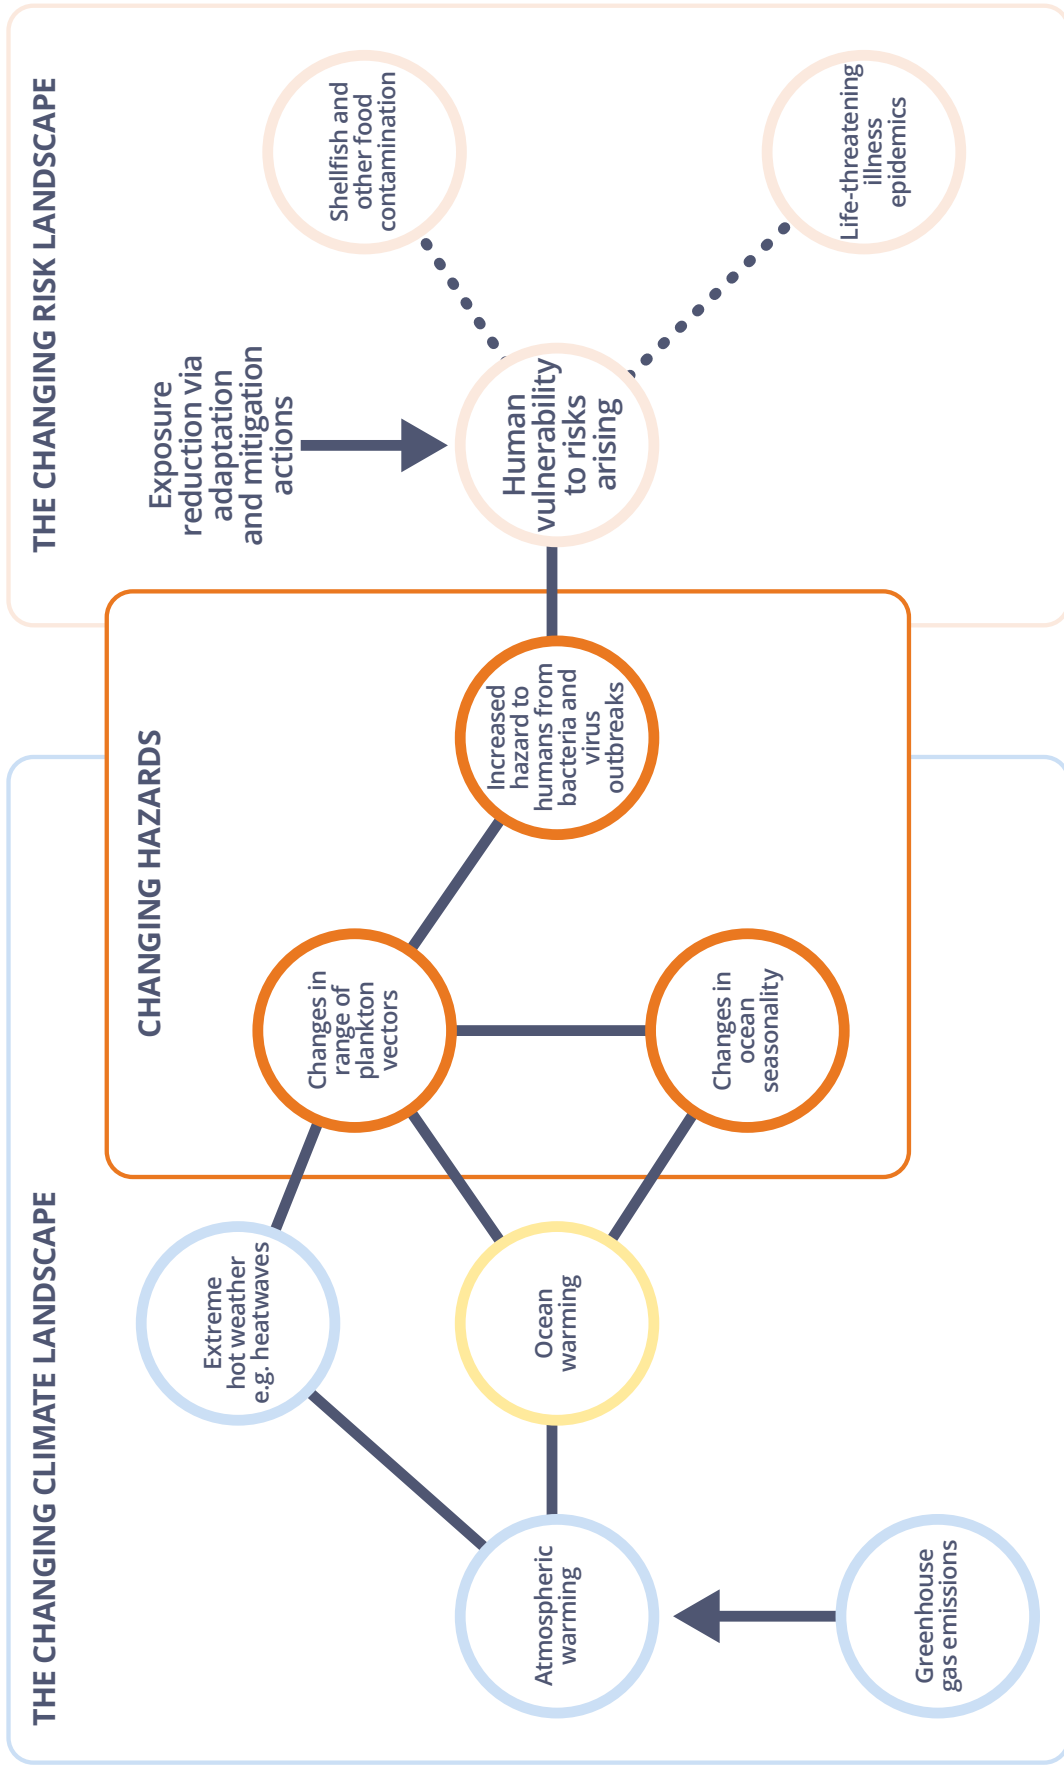 THE CHANGING CLIMATE LANDSCAPE
Greenhouse
gas emissions
Atmospheric
warming
Extreme
hot weather
e.g. heatwaves
Ocean
warming
CHANGING HAZARDS
Changes in
range of
plankton
vectors
Changes in
ocean
seasonality
Increased
hazard to
humans from
bacteria and
virus
outbreaks
THE CHANGING RISK LANDSCAPE
Exposure
reduction via
adaptation
and mitigation
actions
Human
vulnerability
to risks
arising
Shellfish and
other food
contamination
Life-threatening
illness
epidemics